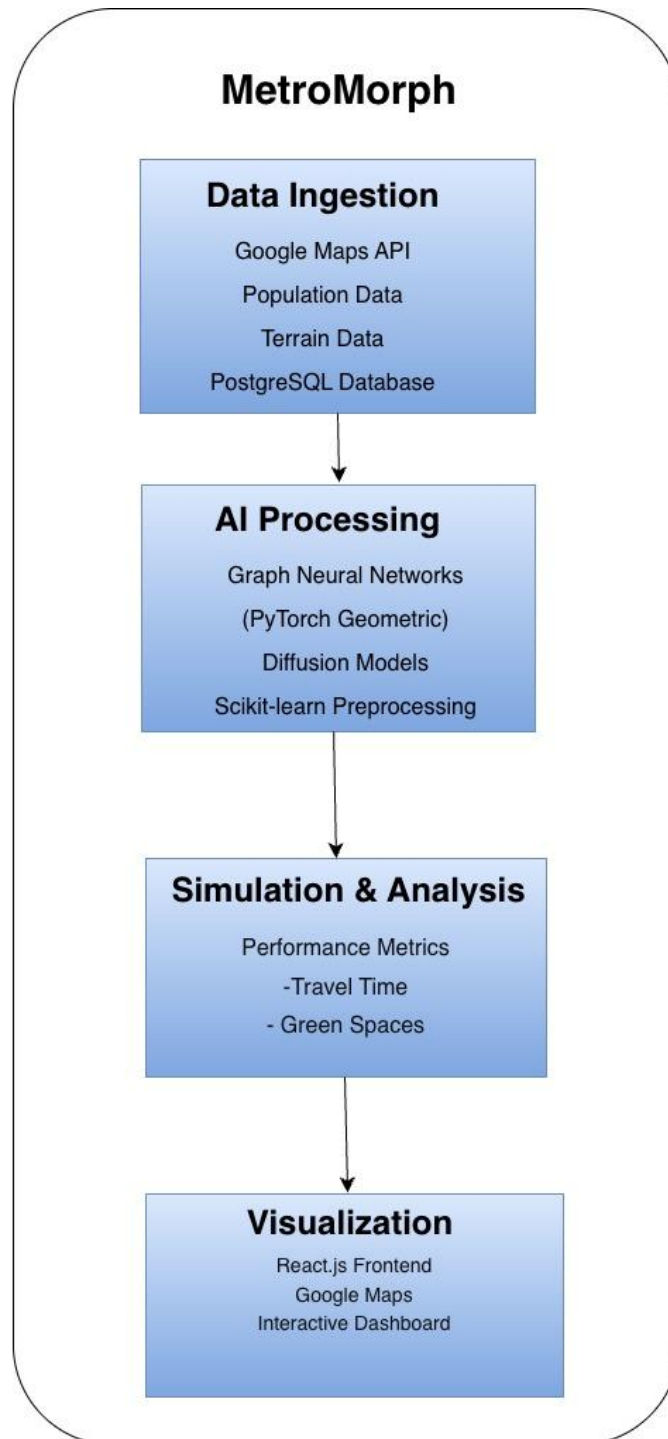 MetroMorph
Data Ingestion
Google Maps API
Population Data
Terrain Data
PostgreSQL Database
AI Processing
Graph Neural Networks
(PyTorch Geometric)
Diffusion Models
Scikit-learn Preprocessing
Simulation & Analysis
Performance Metrics
-Travel Time
- Green Spaces
Visualization
React.js Frontend
Google Maps
Interactive Dashboard